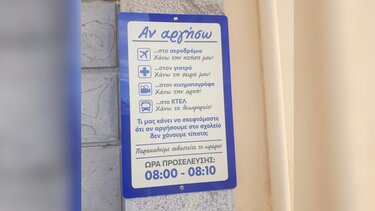 Αν αργήσω
...στο αεροδρόμιο
Χάνω την πτήση μου!
...στον γιατρό
Χάνω τη σειρά μου!
...στον κινηματογράφο
Χάνω την αρχή!
...στο ΚΤΕΛ
Χάνω το λεωφορείο!
Τι μας κάνει να σκεφτόμαστε
ότι αν αργήσουμε στο σχολείο
δεν χάνουμε τίποτα;
Παρακαλούμε σεβαστείτε το ωράριο!
ΩΡΑ ΠΡΟΣΕΛΕΥΣΗΣ:
08:00 - 08:10